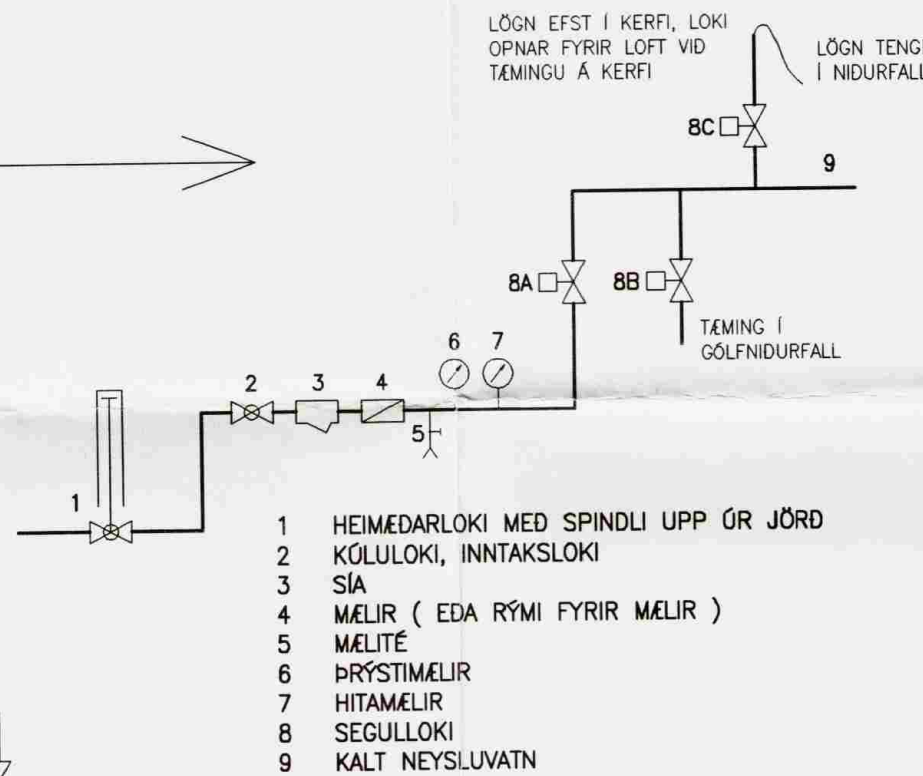 LÖGN EFST Í KERFI, LOKI
OPNAR FYRIR LOFT VIÐ
TÆMINGU Á KERFI
LÖGN TENG
Í NIÐURFALL
8C
9
8A
8B
TÆMING Í
GÓLFNIÐURFALL
6
7
2
3
4
5
1
1 HEIMÆÐARLOKI MEÐ SPINDLI UPP ÚR JÖRÐ
2 KÚLULOKI, INNTAKSLOKI
3 SÍA
4 MÆLIR ( EÐA RÝMI FYRIR MÆLIR )
5 MÆLITÉ
6 ÞRÝSTIMÆLIR
7 HITAMÆLIR
8 SEGULLOKI
9 KALT NEYSLUVATN